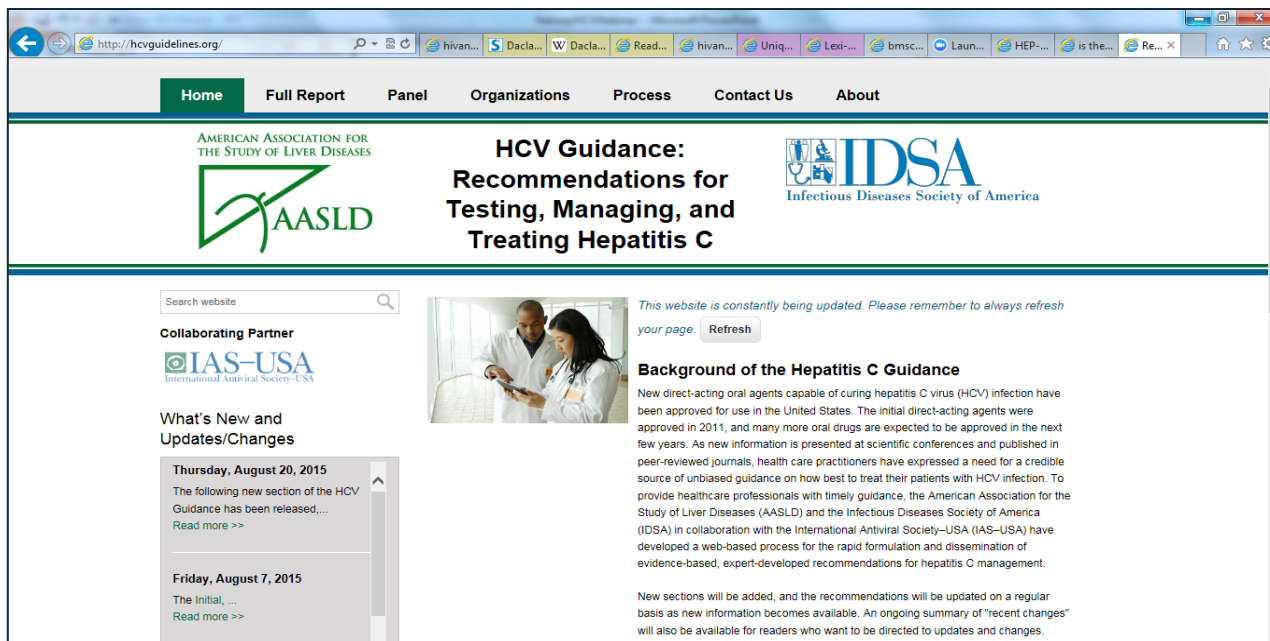 http://hcvguidelines.org/
hivan...
Dacla...
Dacla...
Read...
hivan...
Uniq...
Lexi-...
bmsc...
Laun...
HEP-...
is the...
Re...
Home Full Report Panel Organizations Process Contact Us About
AMERICAN ASSOCIATION FOR
THE STUDY OF LIVER DISEASES
AASLD
HCV Guidance:
Recommendations for
Testing, Managing, and
Treating Hepatitis C
IDSA
Infectious Diseases Society of America
Search website
Collaborating Partner
IAS–USA
International Antiviral Society–USA
What's New and
Updates/Changes
Thursday, August 20, 2015
The following new section of the HCV
Guidance has been released,...
Read more >>
Friday, August 7, 2015
The Initial, ...
Read more >>
This website is constantly being updated. Please remember to always refresh
your page. Refresh
Background of the Hepatitis C Guidance
New direct-acting oral agents capable of curing hepatitis C virus (HCV) infection have
been approved for use in the United States. The initial direct-acting agents were
approved in 2011, and many more oral drugs are expected to be approved in the next
few years. As new information is presented at scientific conferences and published in
peer-reviewed journals, health care practitioners have expressed a need for a credible
source of unbiased guidance on how best to treat their patients with HCV infection. To
provide healthcare professionals with timely guidance, the American Association for the
Study of Liver Diseases (AASLD) and the Infectious Diseases Society of America
(IDSA) in collaboration with the International Antiviral Society–USA (IAS–USA) have
developed a web-based process for the rapid formulation and dissemination of
evidence-based, expert-developed recommendations for hepatitis C management.
New sections will be added, and the recommendations will be updated on a regular
basis as new information becomes available. An ongoing summary of "recent changes"
will also be available for readers who want to be directed to updates and changes.